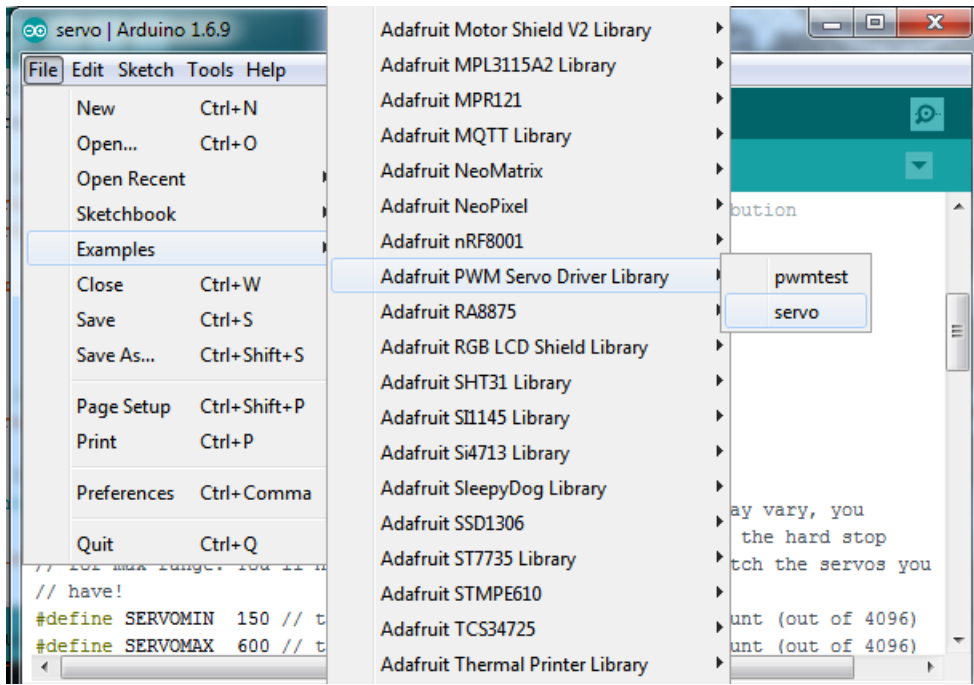 servo | Arduino 1.6.9
File Edit Sketch Tools Help
New Ctrl+N
Open... Ctrl+O
Open Recent
Sketchbook
Examples
Close Ctrl+W
Save Ctrl+S
Save As... Ctrl+Shift+S
Page Setup Ctrl+Shift+P
Print Ctrl+P
Preferences Ctrl+Comma
Quit Ctrl+Q
Adafruit Motor Shield V2 Library
Adafruit MPL3115A2 Library
Adafruit MPR121
Adafruit MQTT Library
Adafruit NeoMatrix
Adafruit NeoPixel
Adafruit nRF8001
Adafruit PWM Servo Driver Library
Adafruit RA8875
Adafruit RGB LCD Shield Library
Adafruit SHT31 Library
Adafruit SI1145 Library
Adafruit Si4713 Library
Adafruit SleepyDog Library
Adafruit SSD1306
Adafruit ST7735 Library
Adafruit STMPE610
Adafruit TCS34725
Adafruit Thermal Printer Library
pwmtest
servo
bution
ay vary, you
the hard stop
// for max range. You'll n tch the servos you
// have!
#define SERVOMIN 150 // t unt (out of 4096)
#define SERVOMAX 600 // t unt (out of 4096)